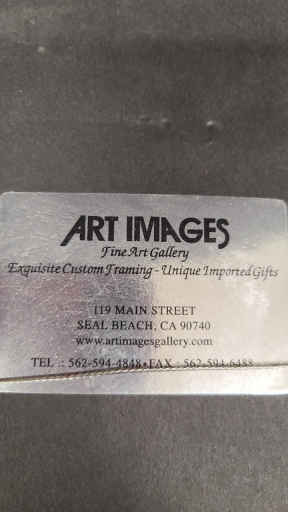 ART IMAGES
Fine Art Gallery
Exquisite Custom Framing - Unique Imported Gifts
119 MAIN STREET
SEAL BEACH, CA 90740
www.artimagesgallery.com
TEL .: 562-594-4848 • FAX : 562-594-6488